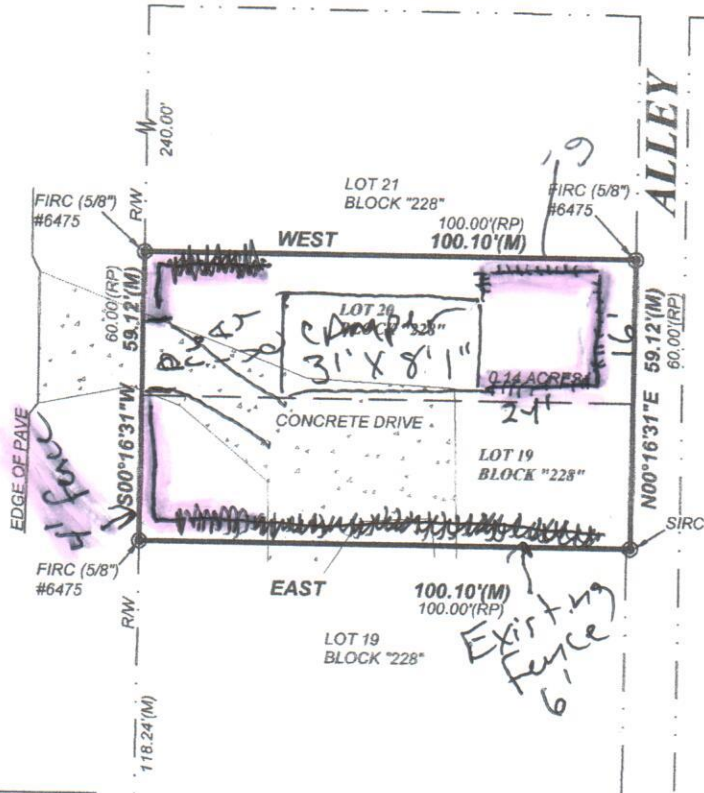 ALLEY
240.00'
LOT 21
BLOCK "228"
FIRC (5/8")
#6475
R/W
FIRC (5/8")
#6475
6'
100.00'(RP)
WEST 100.10'(M)
60.00'(RP)
59.12'(M)
S00°16'31"W
LOT 20
31' X 8'1"
16'
0.14 ACRES±
24'
N00°16'31"E 59.12'(M)
60.00'(RP)
CONCRETE DRIVE
LOT 19
BLOCK "228"
EDGE OF PAVE
4' Fence
SIRC
FIRC (5/8")
#6475
R/W
EAST 100.10'(M)
100.00'(RP)
Existing
Fence
6'
LOT 19
BLOCK "228"
118.24'(M)